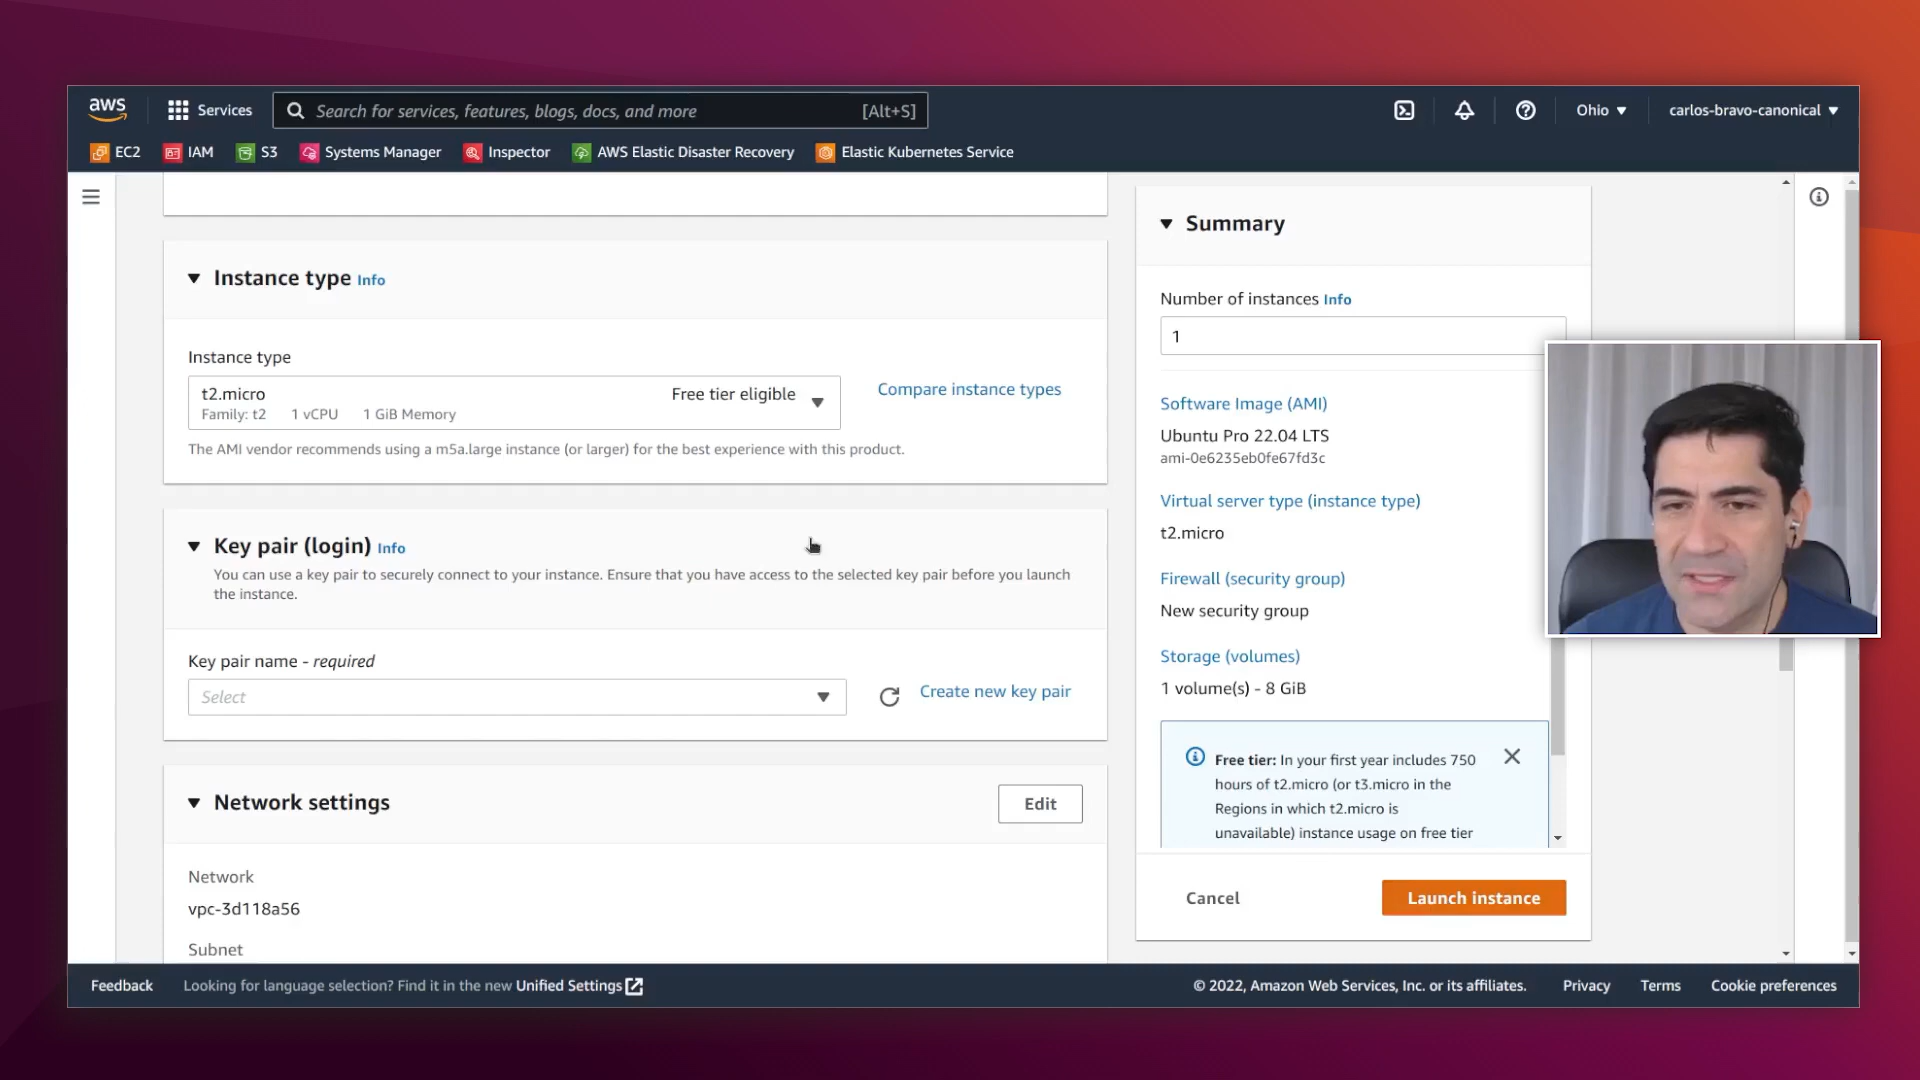 aws
Services
Search for services, features, blogs, docs, and more
[Alt+S]
Ohio
carlos-bravo-canonical
EC2
IAM
S3
Systems Manager
Inspector
AWS Elastic Disaster Recovery
Elastic Kubernetes Service
Instance type Info
Instance type
t2.micro
Free tier eligible
Family: t2 1 vCPU 1 GiB Memory
Compare instance types
The AMI vendor recommends using a m5a.large instance (or larger) for the best experience with this product.
Key pair (login) Info
You can use a key pair to securely connect to your instance. Ensure that you have access to the selected key pair before you launch
the instance.
Key pair name - required
Select
Create new key pair
Network settings
Edit
Network
vpc-3d118a56
Subnet
Summary
Number of instances Info
1
Software Image (AMI)
Ubuntu Pro 22.04 LTS
ami-0e6235eb0fe67fd3c
Virtual server type (instance type)
t2.micro
Firewall (security group)
New security group
Storage (volumes)
1 volume(s) - 8 GiB
Free tier: In your first year includes 750
hours of t2.micro (or t3.micro in the
Regions in which t2.micro is
unavailable) instance usage on free tier
Cancel
Launch instance
Feedback
Looking for language selection? Find it in the new Unified Settings
© 2022, Amazon Web Services, Inc. or its affiliates.
Privacy
Terms
Cookie preferences